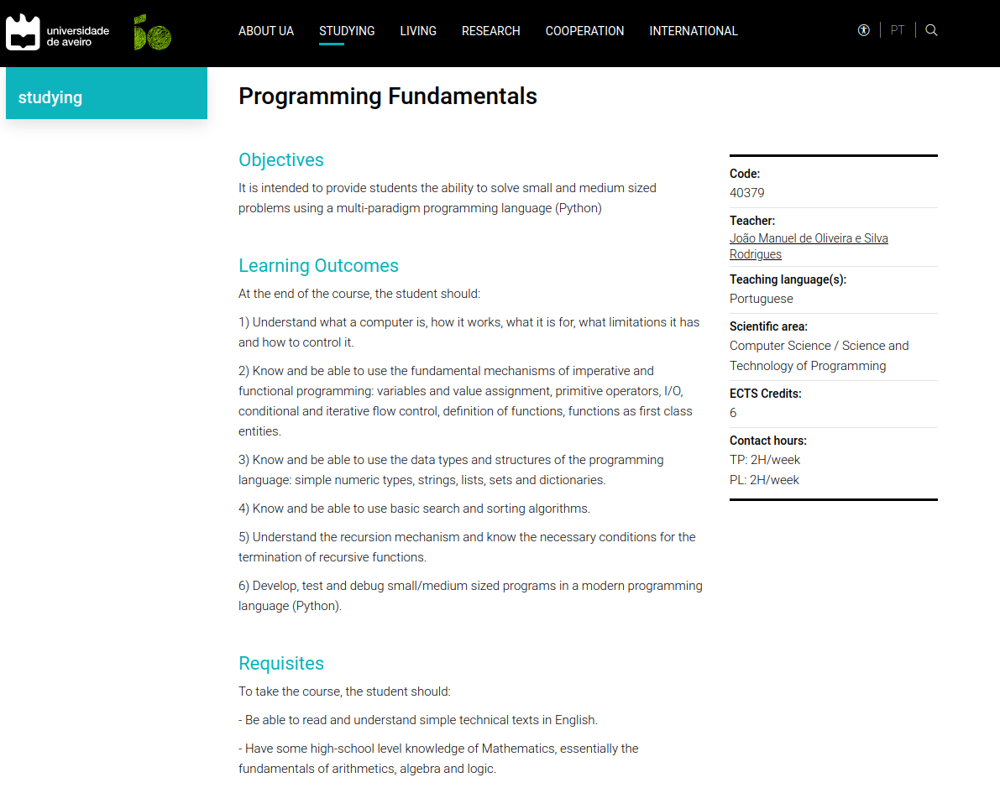 universidade
de aveiro
ABOUT UA
STUDYING
LIVING
RESEARCH
COOPERATION
INTERNATIONAL
PT
studying
Programming Fundamentals
Objectives
It is intended to provide students the ability to solve small and medium sized
problems using a multi-paradigm programming language (Python)
Learning Outcomes
At the end of the course, the student should:
1) Understand what a computer is, how it works, what it is for, what limitations it has
and how to control it.
2) Know and be able to use the fundamental mechanisms of imperative and
functional programming: variables and value assignment, primitive operators, I/O,
conditional and iterative flow control, definition of functions, functions as first class
entities.
3) Know and be able to use the data types and structures of the programming
language: simple numeric types, strings, lists, sets and dictionaries.
4) Know and be able to use basic search and sorting algorithms.
5) Understand the recursion mechanism and know the necessary conditions for the
termination of recursive functions.
6) Develop, test and debug small/medium sized programs in a modern programming
language (Python).
Requisites
To take the course, the student should:
- Be able to read and understand simple technical texts in English.
- Have some high-school level knowledge of Mathematics, essentially the
fundamentals of arithmetics, algebra and logic.
Code:
40379
Teacher:
João Manuel de Oliveira e Silva
Rodrigues
Teaching language(s):
Portuguese
Scientific area:
Computer Science / Science and
Technology of Programming
ECTS Credits:
6
Contact hours:
TP: 2H/week
PL: 2H/week